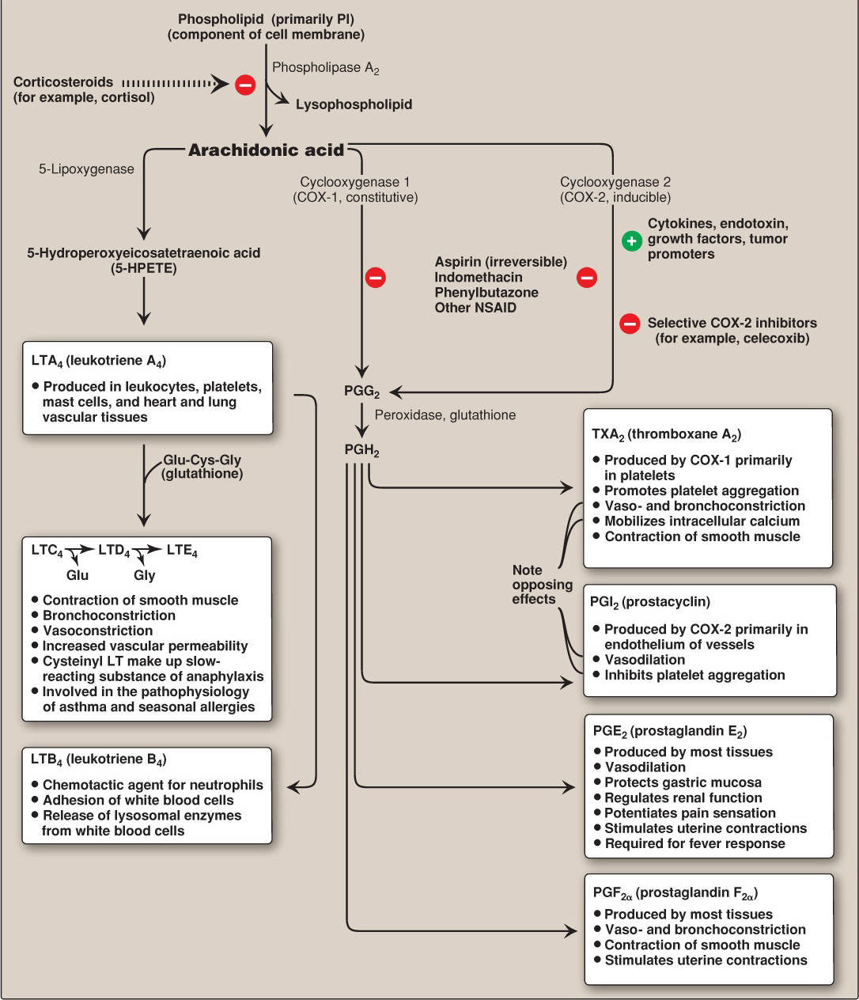 Phospholipid (primarily PI)
(component of cell membrane)
Phospholipase A₂
Corticosteroids
(for example, cortisol)
Lysophospholipid
Arachidonic acid
5-Lipoxygenase
Cyclooxygenase 1
(COX-1, constitutive)
Cyclooxygenase 2
(COX-2, inducible)
Cytokines, endotoxin,
growth factors, tumor
promoters
5-Hydroperoxyeicosatetraenoic acid
(5-HPETE)
Aspirin (irreversible)
Indomethacin
Phenylbutazone
Other NSAID
Selective COX-2 inhibitors
(for example, celecoxib)
LTA₄ (leukotriene A₄)
• Produced in leukocytes, platelets,
mast cells, and heart and lung
vascular tissues
PGG₂
Peroxidase, glutathione
PGH₂
Glu-Cys-Gly
(glutathione)
TXA₂ (thromboxane A₂)
• Produced by COX-1 primarily
in platelets
• Promotes platelet aggregation
• Vaso- and bronchoconstriction
• Mobilizes intracellular calcium
• Contraction of smooth muscle
LTC₄ LTD₄ LTE₄
Glu Gly
• Contraction of smooth muscle
• Bronchoconstriction
• Vasoconstriction
• Increased vascular permeability
• Cysteinyl LT make up slow-
reacting substance of anaphylaxis
• Involved in the pathophysiology
of asthma and seasonal allergies
Note
opposing
effects
PGI₂ (prostacyclin)
• Produced by COX-2 primarily in
endothelium of vessels
• Vasodilation
• Inhibits platelet aggregation
LTB₄ (leukotriene B₄)
• Chemotactic agent for neutrophils
• Adhesion of white blood cells
• Release of lysosomal enzymes
from white blood cells
PGE₂ (prostaglandin E₂)
• Produced by most tissues
• Vasodilation
• Protects gastric mucosa
• Regulates renal function
• Potentiates pain sensation
• Stimulates uterine contractions
• Required for fever response
PGF₂α (prostaglandin F₂α)
• Produced by most tissues
• Vaso- and bronchoconstriction
• Contraction of smooth muscle
• Stimulates uterine contractions